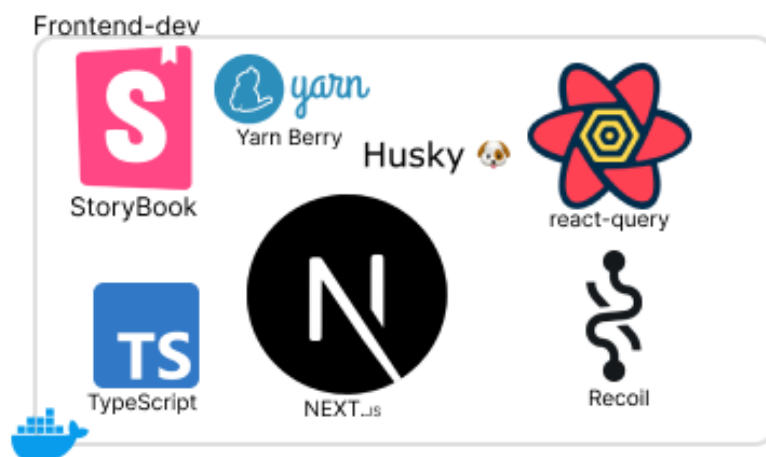 Frontend-dev
S
yarn
Yarn Berry
Husky 🐶
StoryBook
react-query
N
TS
TypeScript
NEXT.JS
Recoil